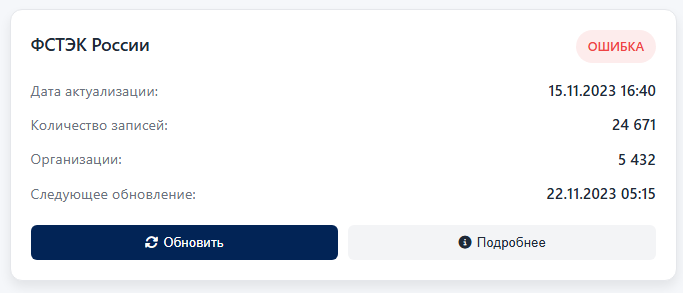 ФСТЭК России
ОШИБКА
Дата актуализации: 15.11.2023 16:40
Количество записей: 24 671
Организации: 5 432
Следующее обновление: 22.11.2023 05:15
Обновить
Подробнее